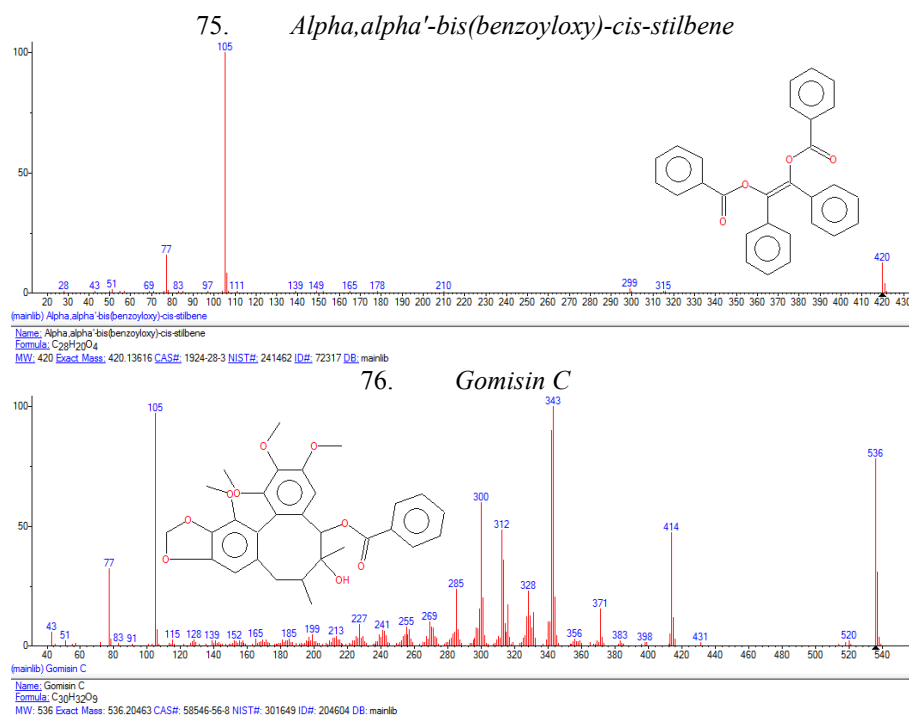 75. Alpha,alpha'-bis(benzoyloxy)-cis-stilbene
100
50
0
105
77
28 43 51 69 83 97 111 139 149 165 178 210 299 315 420
O
O
O
O
20 30 40 50 60 70 80 90 100 110 120 130 140 150 160 170 180 190 200 210 220 230 240 250 260 270 280 290 300 310 320 330 340 350 360 370 380 390 400 410 420 430
(mainlib) Alpha,alpha'-bis(benzoyloxy)-cis-stilbene
Name: Alpha,alpha'-bis(benzoyloxy)-cis-stilbene
Formula: C28H20O4
MW: 420 Exact Mass: 420.13616 CAS#: 1924-28-3 NIST#: 241462 ID#: 72317 DB: mainlib
76. Gomisin C
100
50
0
105 343
536
300
312 414
77
285 328
371
43 51 83 91 115 128 139 152 165 185 199 213 227 241 255 269 356 383 398 431 520
O
O
O
O
O
O
O
O
OH
40 60 80 100 120 140 160 180 200 220 240 260 280 300 320 340 360 380 400 420 440 460 480 500 520 540
(mainlib) Gomisin C
Name: Gomisin C
Formula: C30H32O9
MW: 536 Exact Mass: 536.20463 CAS#: 58546-56-8 NIST#: 301649 ID#: 204604 DB: mainlib